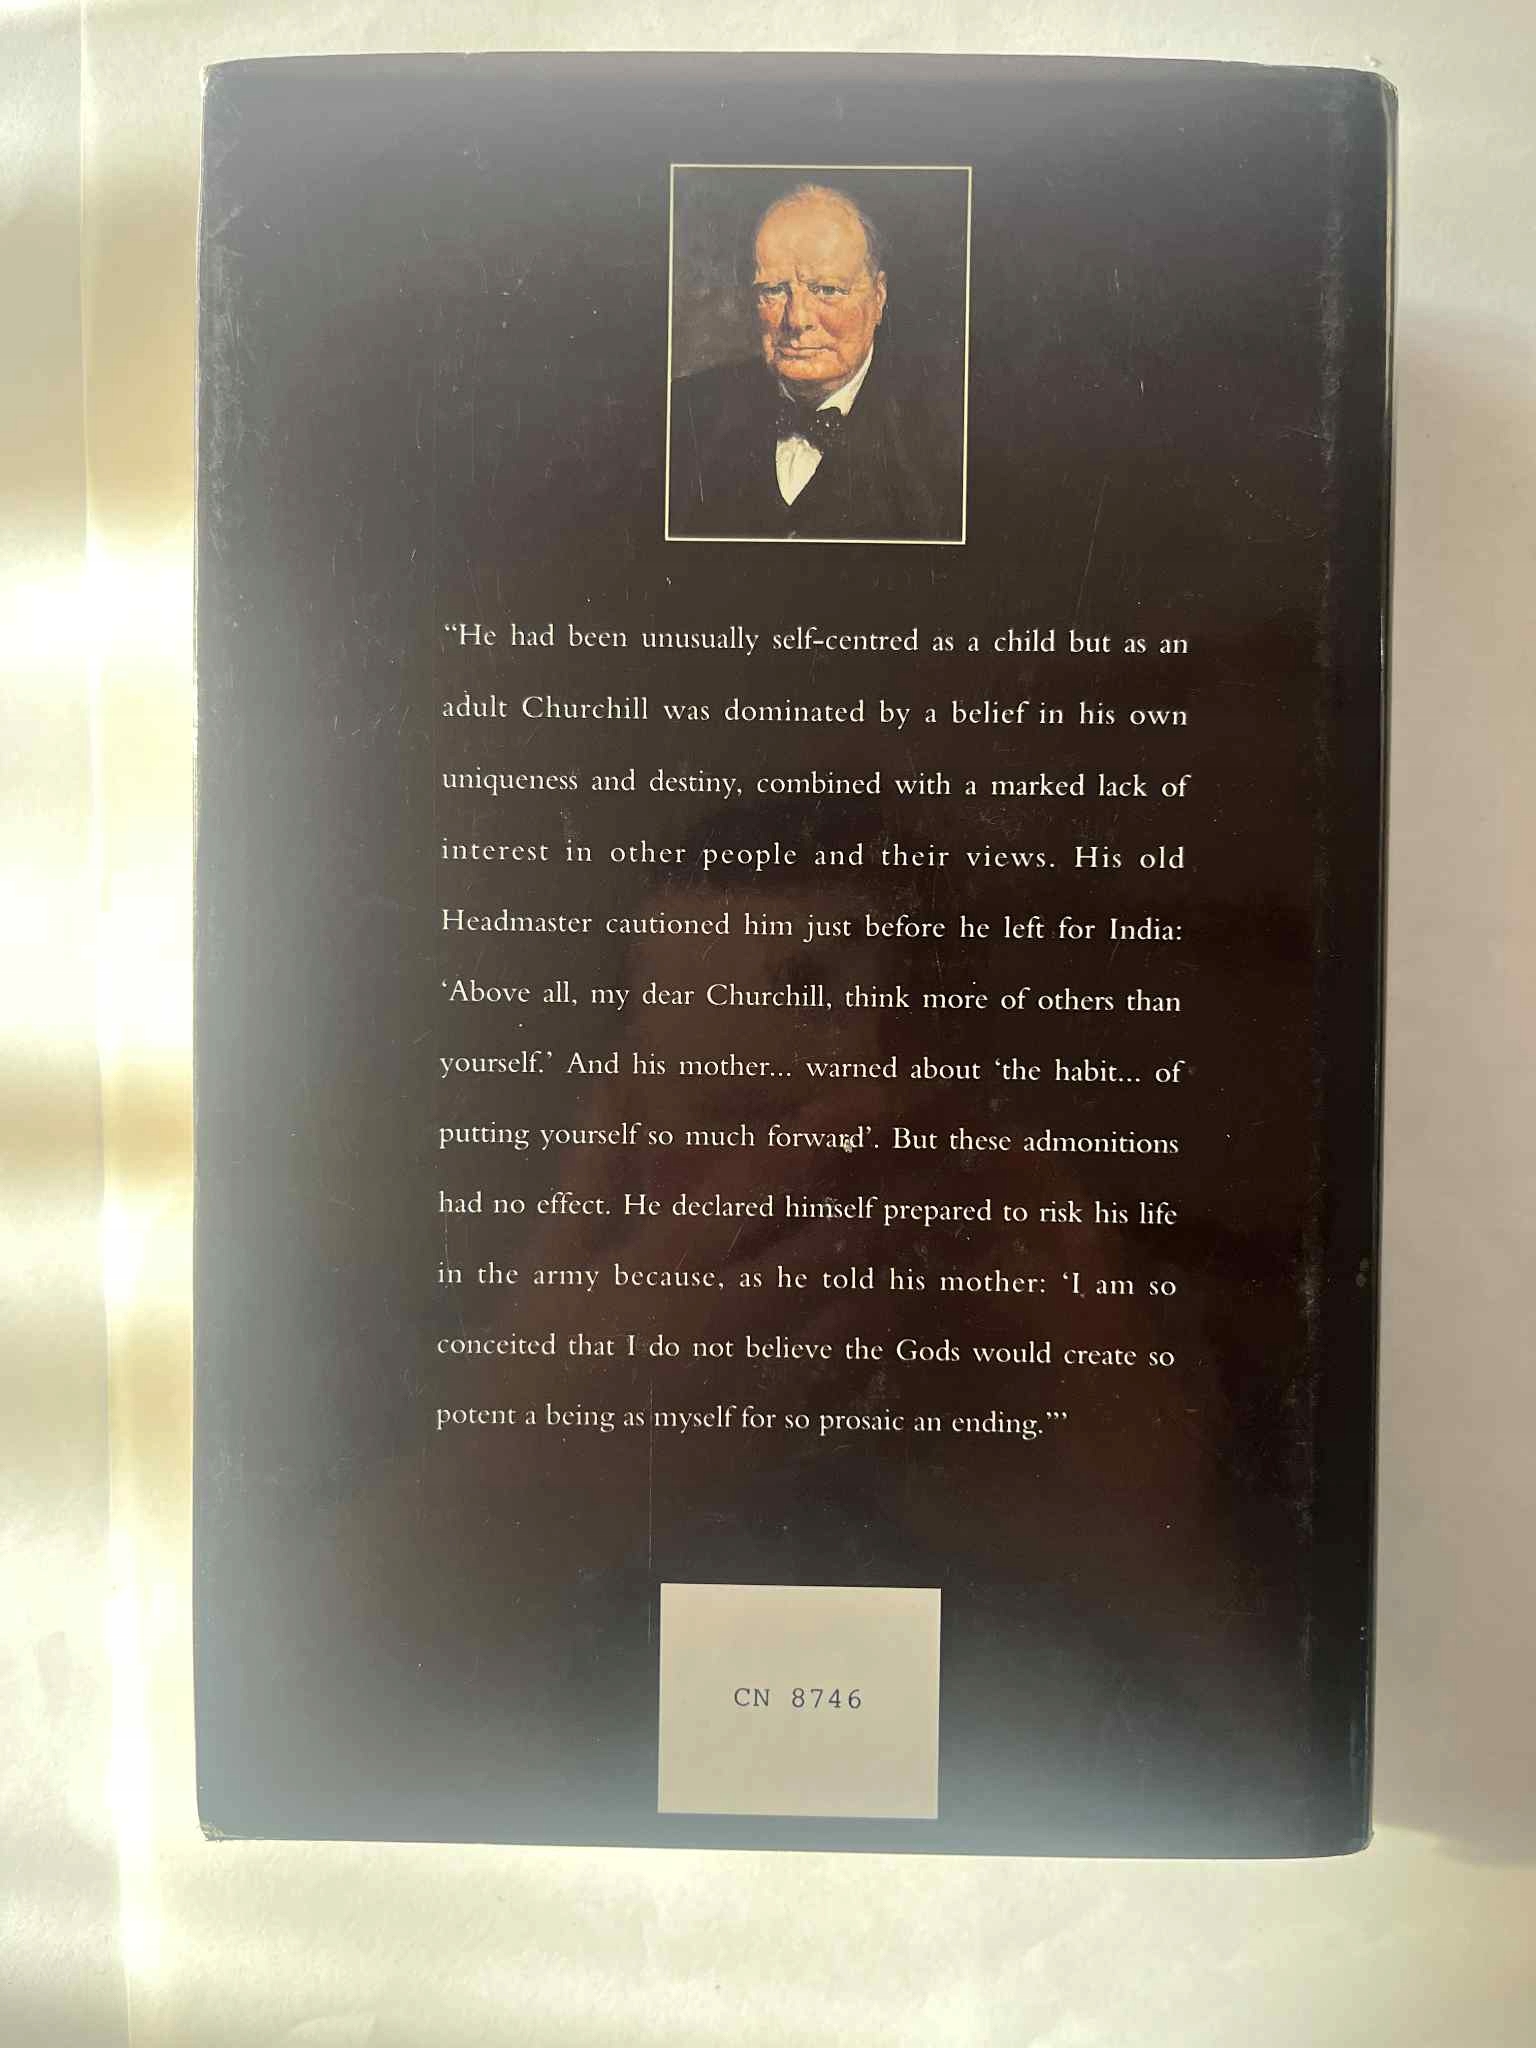 “He had been unusually self-centred as a child but as an
adult Churchill was dominated by a belief in his own
uniqueness and destiny, combined with a marked lack of
interest in other people and their views. His old
Headmaster cautioned him just before he left for India:
‘Above all, my dear Churchill, think more of others than
yourself.’ And his mother... warned about ‘the habit... of
putting yourself so much forward’. But these admonitions
had no effect. He declared himself prepared to risk his life
in the army because, as he told his mother: ‘I am so
conceited that I do not believe the Gods would create so
potent a being as myself for so prosaic an ending.’”’
CN 8746